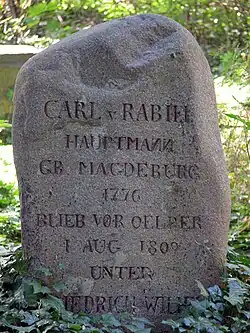 CARL v RABIEL
HAUPTMANN
GB. MAGDEBURG
1776
BLIEB VOR OELPER
1 AUG 1809
UNTER